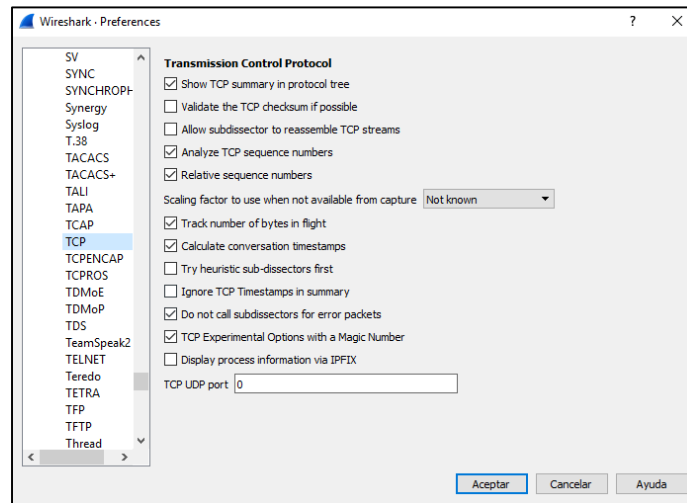 Wireshark · Preferences
? ×
SV
SYNC
SYNCHROPH
Synergy
Syslog
T.38
TACACS
TACACS+
TALI
TAPA
TCAP
TCP
TCPENCAP
TCPROS
TDMoE
TDMoP
TDS
TeamSpeak2
TELNET
Teredo
TETRA
TFP
TFTP
Thread
Transmission Control Protocol
Show TCP summary in protocol tree
Validate the TCP checksum if possible
Allow subdissector to reassemble TCP streams
Analyze TCP sequence numbers
Relative sequence numbers
Scaling factor to use when not available from capture Not known
Track number of bytes in flight
Calculate conversation timestamps
Try heuristic sub-dissectors first
Ignore TCP Timestamps in summary
Do not call subdissectors for error packets
TCP Experimental Options with a Magic Number
Display process information via IPFIX
TCP UDP port 0
Aceptar Cancelar Ayuda